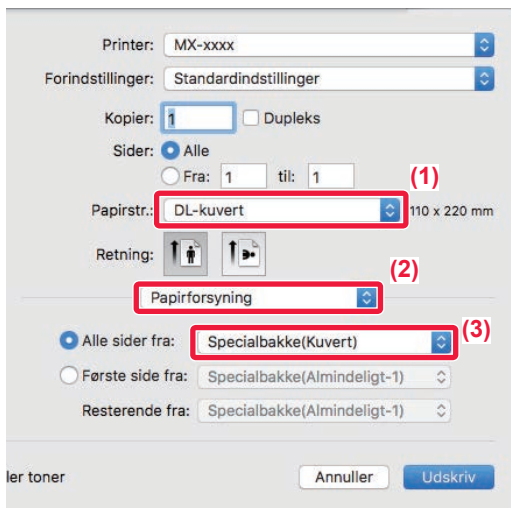 Printer: MX-xxxx
Forindstillinger: Standardindstillinger
Kopier: 1 Dupleks
Sider: Alle
Fra: 1 til: 1
(1)
Papirstr.: DL-kuvert 110 x 220 mm
Retning:
(2)
Papirforsyning
(3)
Alle sider fra: Specialbakke(Kuvert)
Første side fra: Specialbakke(Almindeligt-1)
Resterende fra: Specialbakke(Almindeligt-1)
ler toner Annuller Udskriv